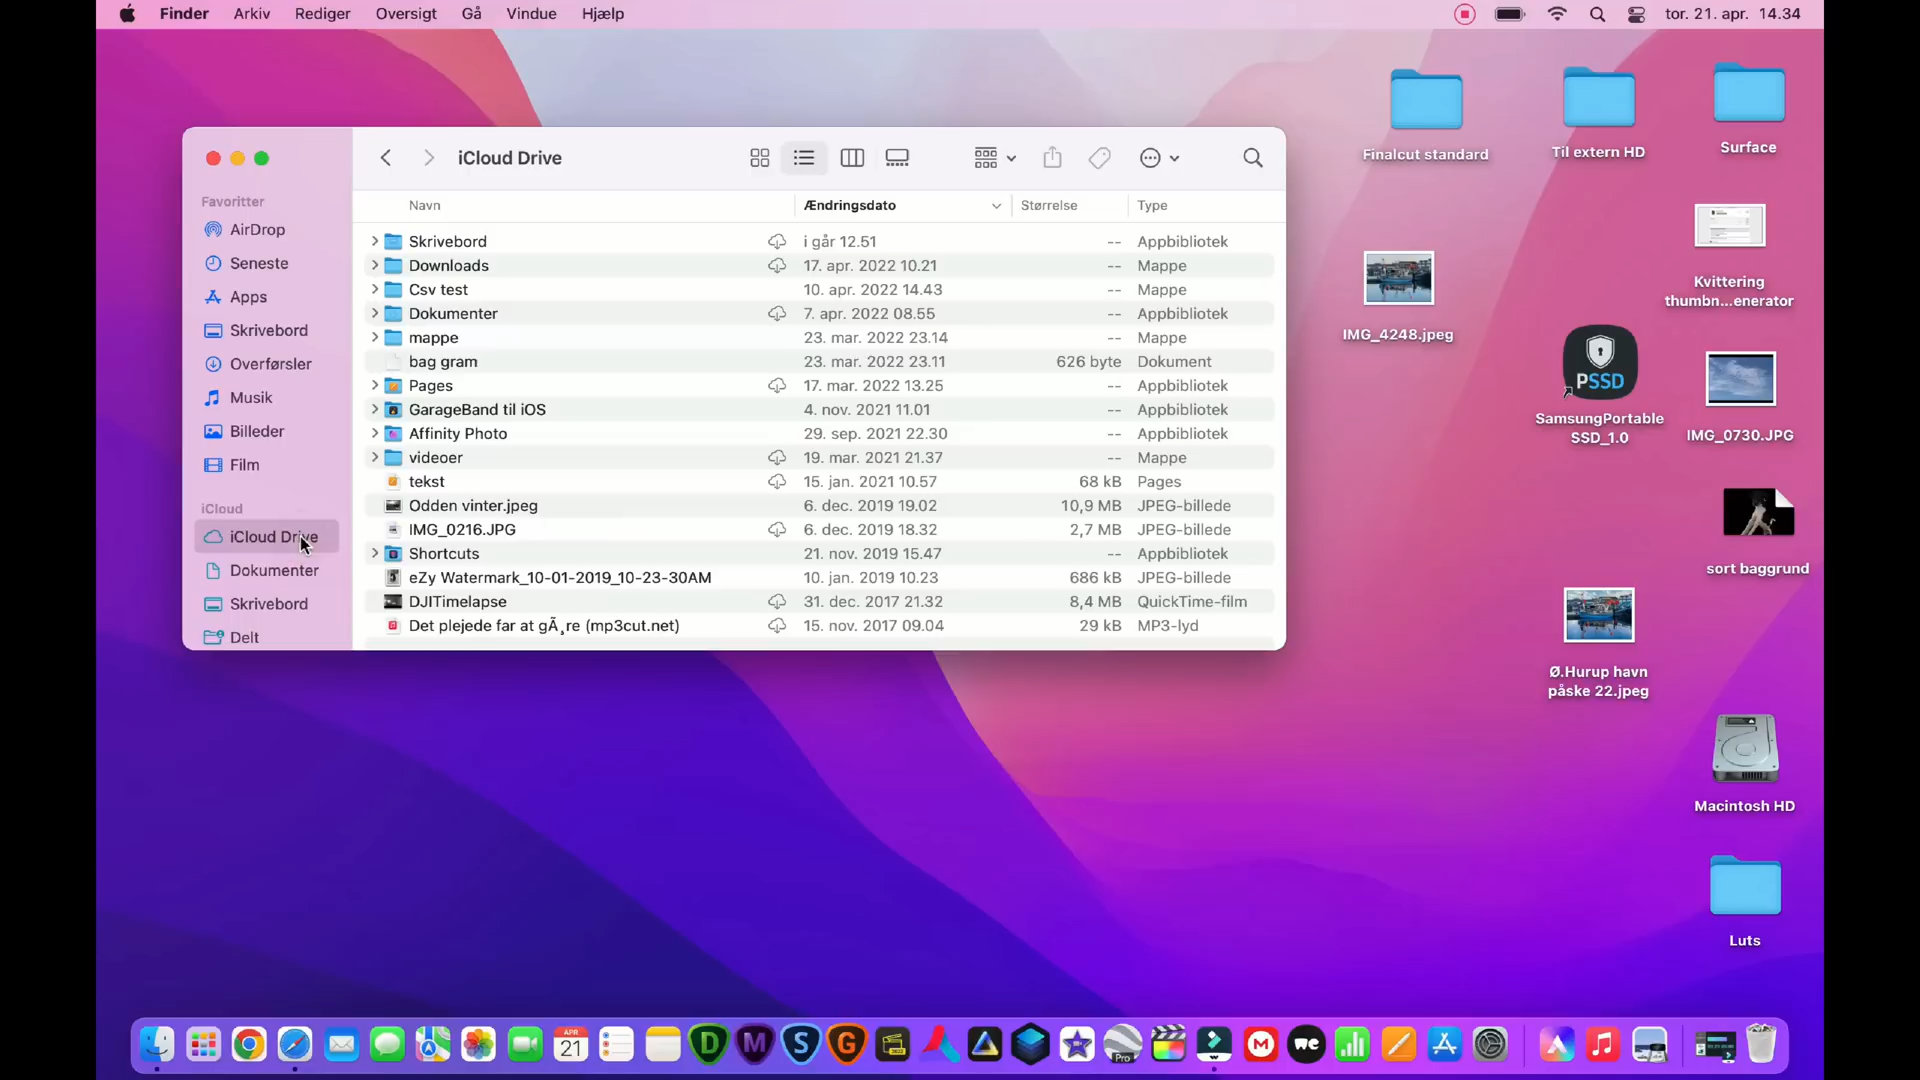 Finder Arkiv Rediger Oversigt Gå Vindue Hjælp tor. 21. apr. 14.34
iCloud Drive
Favoritter
AirDrop
Seneste
Apps
Skrivebord
Overførsler
Musik
Billeder
Film
iCloud
iCloud Drive
Dokumenter
Skrivebord
Delt
Navn Ændringsdato Størrelse Type
Skrivebord i går 12.51 -- Appbibliotek
Downloads 17. apr. 2022 10.21 -- Mappe
Csv test 10. apr. 2022 14.43 -- Mappe
Dokumenter 7. apr. 2022 08.55 -- Appbibliotek
mappe 23. mar. 2022 23.14 -- Mappe
bag gram 23. mar. 2022 23.11 626 byte Dokument
Pages 17. mar. 2022 13.25 -- Appbibliotek
GarageBand til iOS 4. nov. 2021 11.01 -- Appbibliotek
Affinity Photo 29. sep. 2021 22.30 -- Appbibliotek
videoer 19. mar. 2021 21.37 -- Mappe
tekst 15. jan. 2021 10.57 68 kB Pages
Odden vinter.jpeg 6. dec. 2019 19.02 10,9 MB JPEG-billede
IMG_0216.JPG 6. dec. 2019 18.32 2,7 MB JPEG-billede
Shortcuts 21. nov. 2019 15.47 -- Appbibliotek
eZy Watermark_10-01-2019_10-23-30AM 10. jan. 2019 10.23 686 kB JPEG-billede
DJITimelapse 31. dec. 2017 21.32 8,4 MB QuickTime-film
Det plejede far at gÃ¸re (mp3cut.net) 15. nov. 2017 09.04 29 kB MP3-lyd
Finalcut standard
Til extern HD
Surface
Kvittering
thumbn...enerator
IMG_4248.jpeg
PSSD
SamsungPortable
SSD_1.0
IMG_0730.JPG
sort baggrund
Ø.Hurup havn
påske 22.jpeg
Macintosh HD
Luts
APR
21
D
M
S
G
Pro
M
we